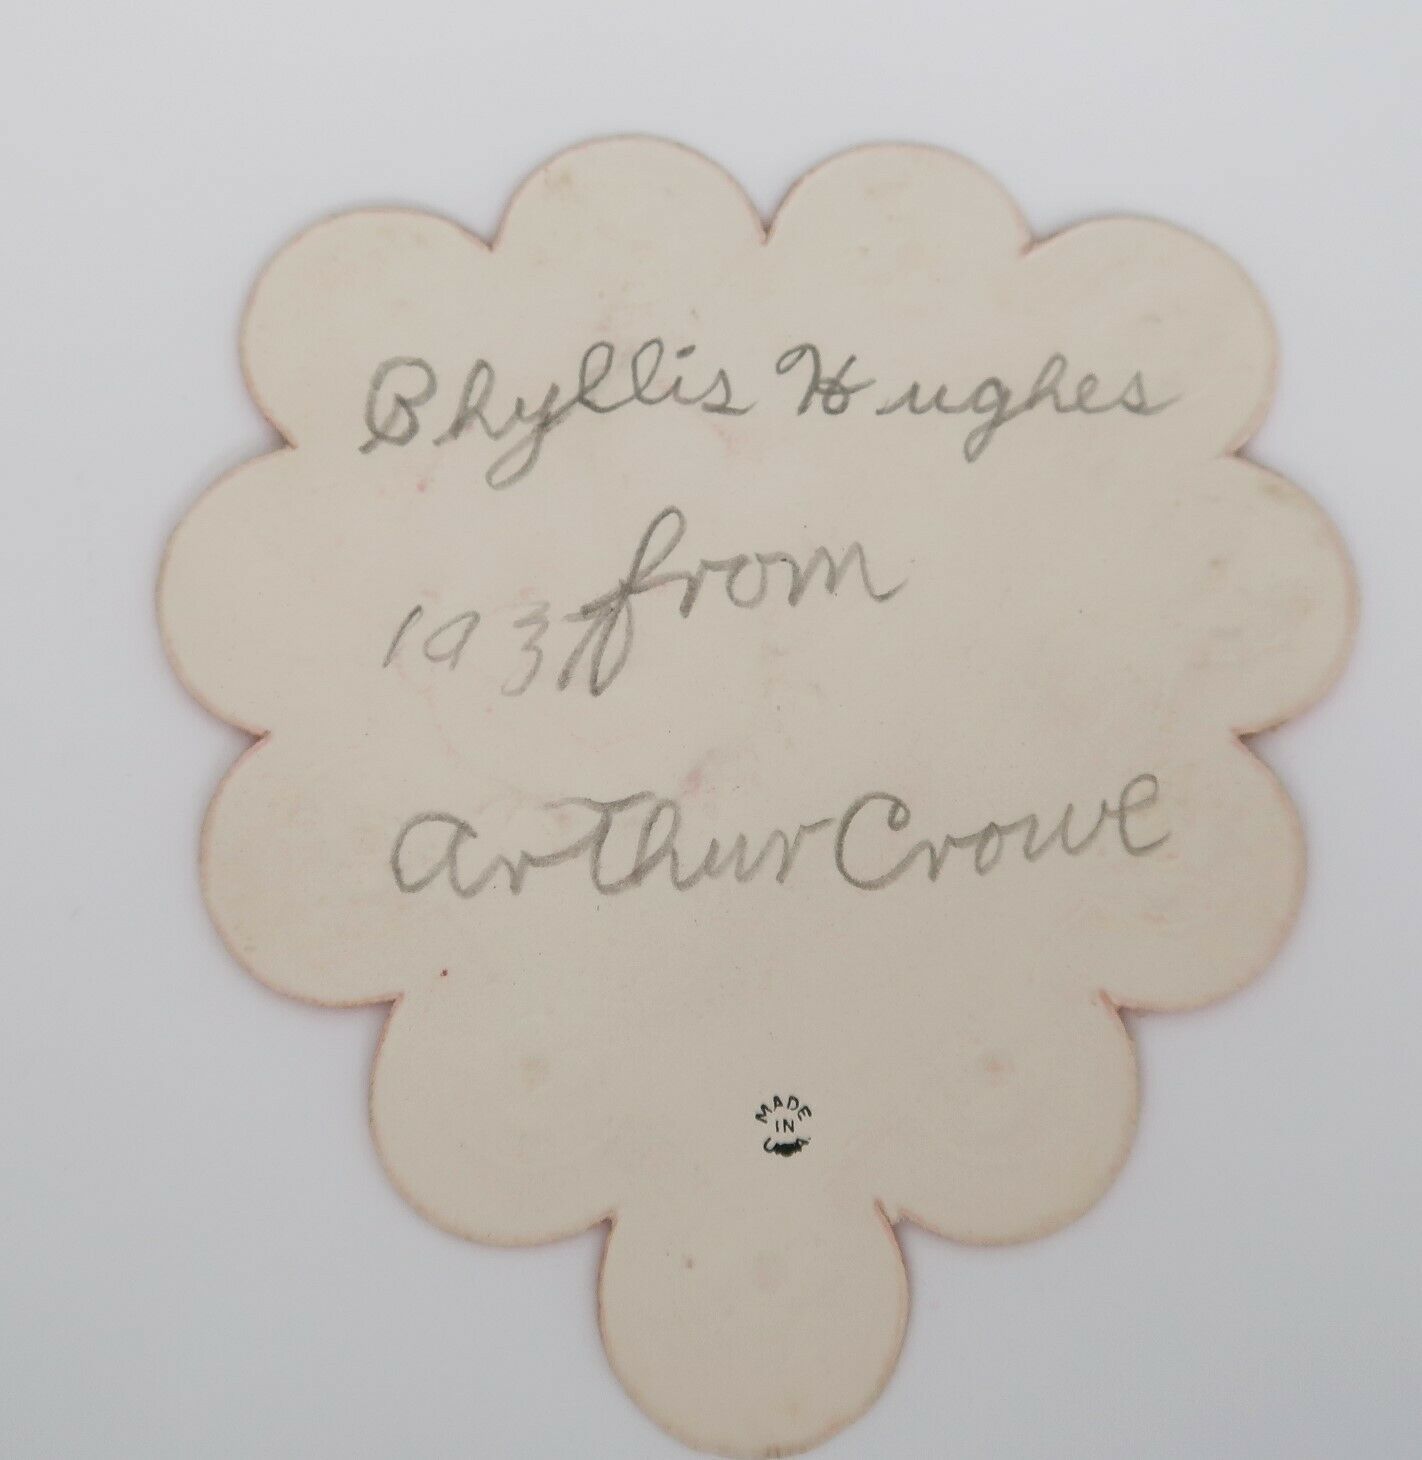 Phyllis Hughes
from
1937
Arthur Crowe
MADE
IN
USA